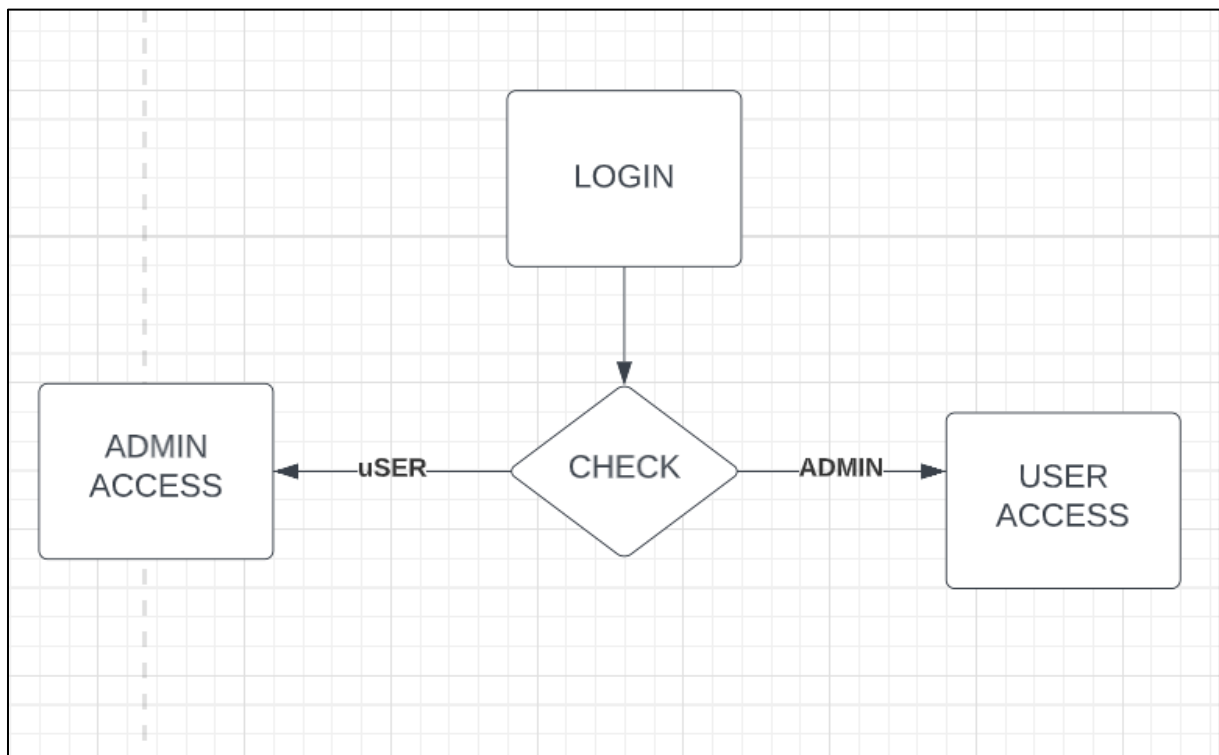 LOGIN
ADMIN
ACCESS
uSER
CHECK
ADMIN
USER
ACCESS